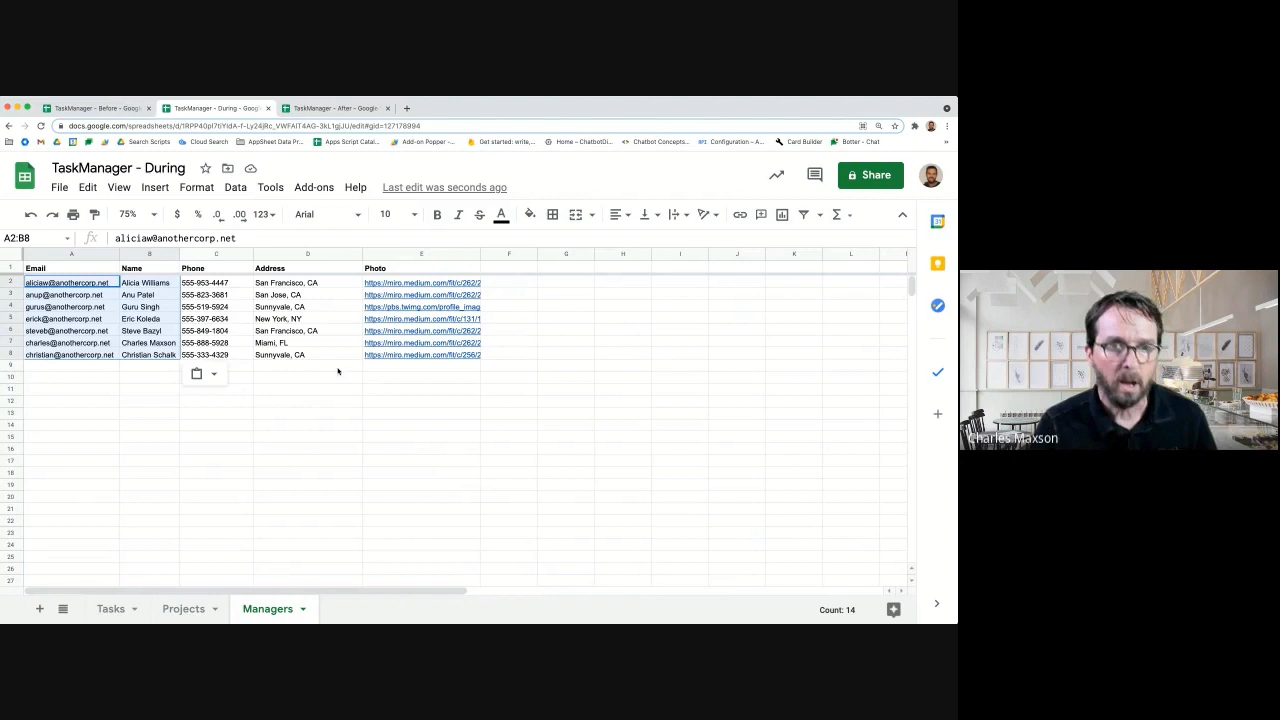 TaskManager - Before - Google
TaskManager - During - Googl
TaskManager - After - Google
docs.google.com/spreadsheets/d/
/edit#gid=127178994
Search Scripts
Cloud Search
AppSheet Data Pr...
Apps Script Catal...
Add-on Popper -...
Get started: write,...
Home – ChatbotDi...
Chatbot Concepts...
Configuration – A...
Card Builder
Botter - Chat
»
TaskManager - During
File Edit View Insert Format Data Tools Add-ons Help Last edit was seconds ago
Share
75% $ % .0 .00 123 Arial 10 B I S A
A2:B8 fx aliciaw@anothercorp.net
A B C D E F G H I J K L
1 Email Name Phone Address Photo
2 aliciaw@anothercorp.net Alicia Williams 555-953-4447 San Francisco, CA https://miro.medium.com/fit/c/262/2
3 anup@anothercorp.net Anu Patel 555-823-3681 San Jose, CA https://miro.medium.com/fit/c/262/2
4 gurus@anothercorp.net Guru Singh 555-519-5924 Sunnyvale, CA https://pbs.twimg.com/profile_imag
5 erick@anothercorp.net Eric Koleda 555-397-6634 New York, NY https://miro.medium.com/fit/c/131/1
6 steveb@anothercorp.net Steve Bazyl 555-849-1804 San Francisco, CA https://miro.medium.com/fit/c/262/2
7 charles@anothercorp.net Charles Maxson 555-888-5928 Miami, FL https://miro.medium.com/fit/c/262/2
8 christian@anothercorp.net Christian Schalk 555-333-4329 Sunnyvale, CA https://miro.medium.com/fit/c/256/2
9
10
11
12
13
14
15
16
17
18
19
20
21
22
23
24
25
26
27
Tasks Projects Managers
Count: 14
Charles Maxson